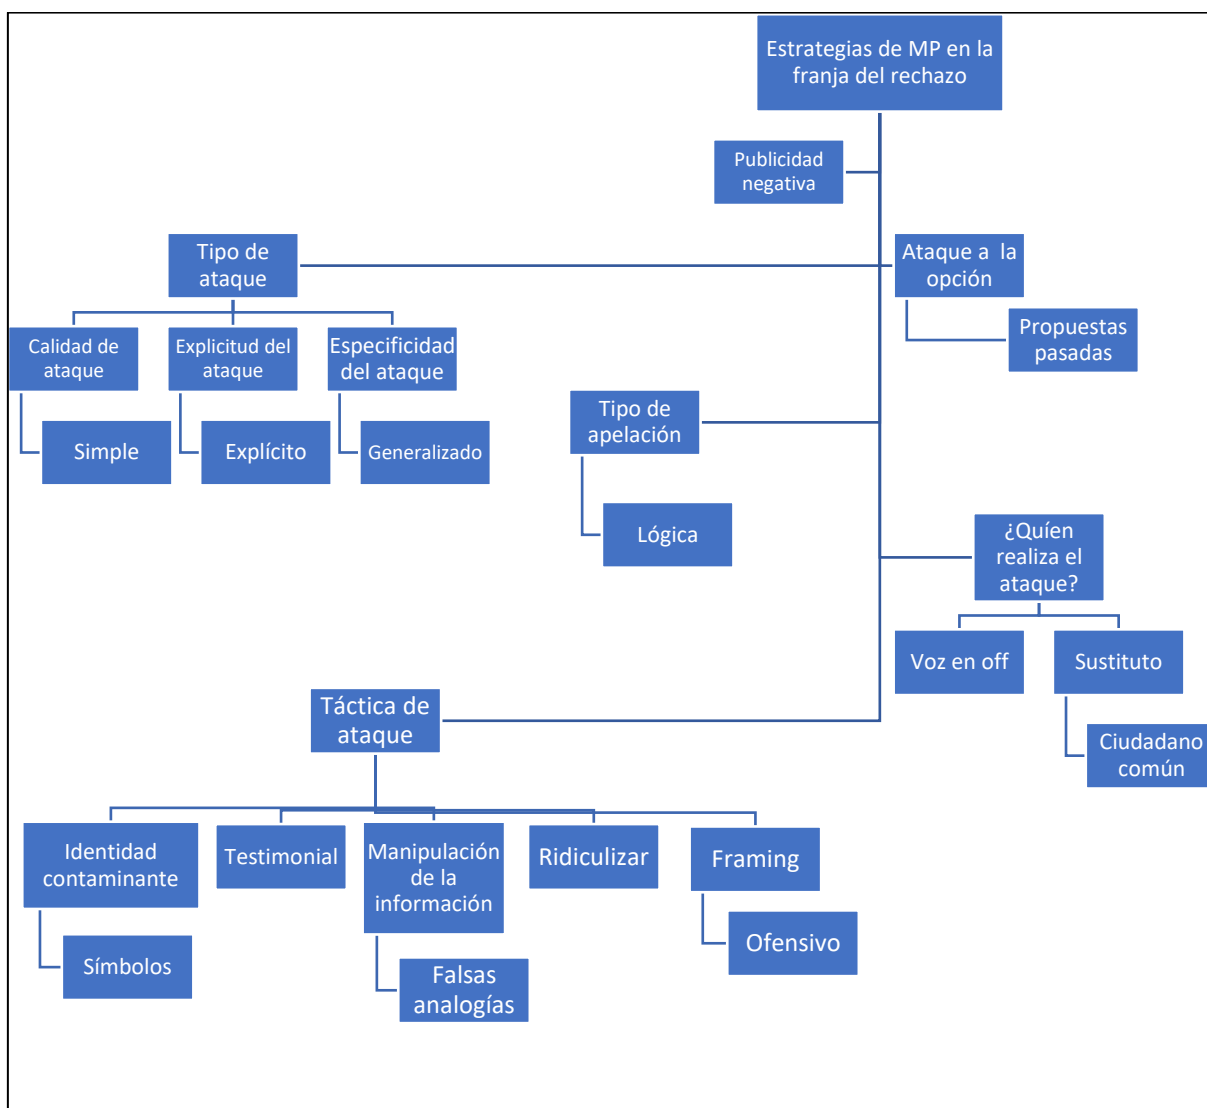 Estrategias de MP en la
franja del rechazo
Publicidad
negativa
Tipo de
ataque
Ataque a la
opción
Calidad de
ataque
Explicitud del
ataque
Especificidad
del ataque
Propuestas
pasadas
Simple
Explícito
Generalizado
Tipo de
apelación
Lógica
¿Quíen
realiza el
ataque?
Voz en off
Sustituto
Ciudadano
común
Táctica de
ataque
Identidad
contaminante
Testimonial
Manipulación
de la
información
Ridiculizar
Framing
Símbolos
Falsas
analogías
Ofensivo